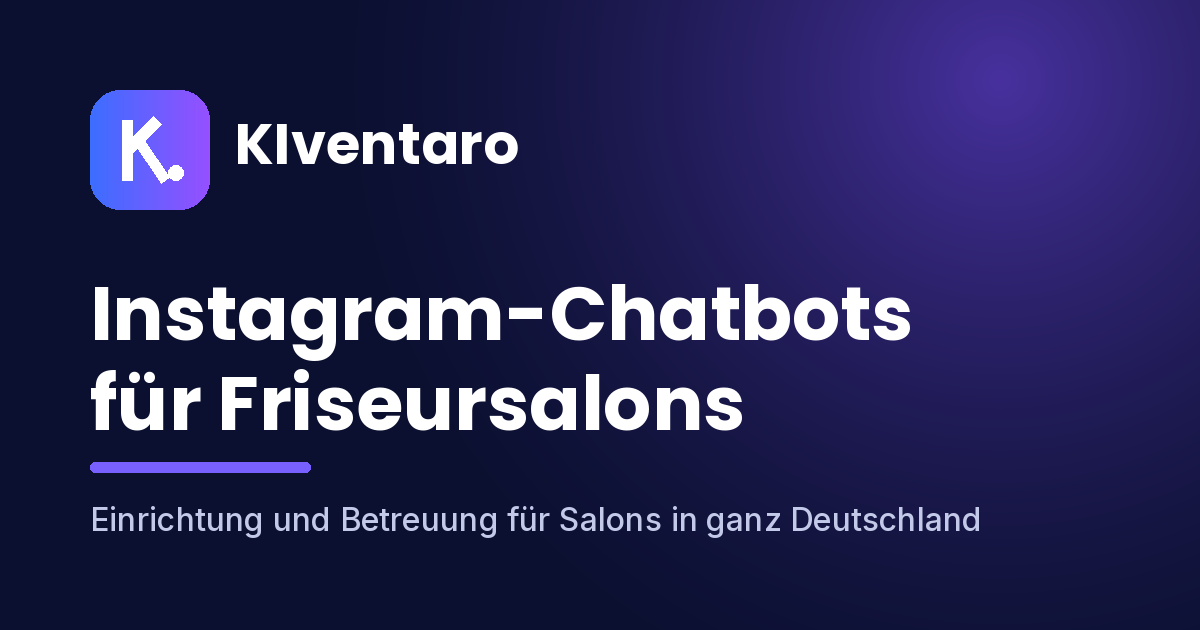 K.
KIventaro
Instagram-Chatbots
für Friseursalons
Einrichtung und Betreuung für Salons in ganz Deutschland